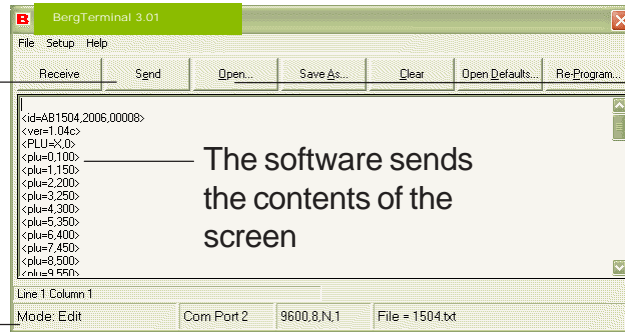 B BergTerminal 3.01
File Setup Help
Receive Send Open... Save As... Clear Open Defaults... Re-Program...
<id=AB1504,2006,00008>
<ver=1.04c>
<PLU=X,0>
<plu=0,100>
<plu=1,150>
<plu=2,200>
<plu=3,250>
<plu=4,300>
<plu=5,350>
<plu=6,400>
<plu=7,450>
<plu=8,500>
<plu=9,550>
The software sends
the contents of the
screen
Line 1 Column 1
Mode: Edit Com Port 2 9600,8,N,1 File = 1504.txt